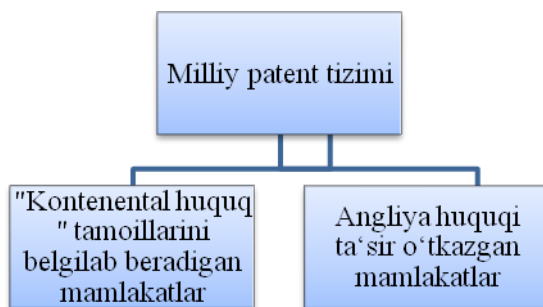 Milliy patent tizimi
"Kontenental huquq
" tamoillarini
belgilab beradigan
mamlakatlar
Angliya huquqi
ta‘sir o‘tkazgan
mamlakatlar